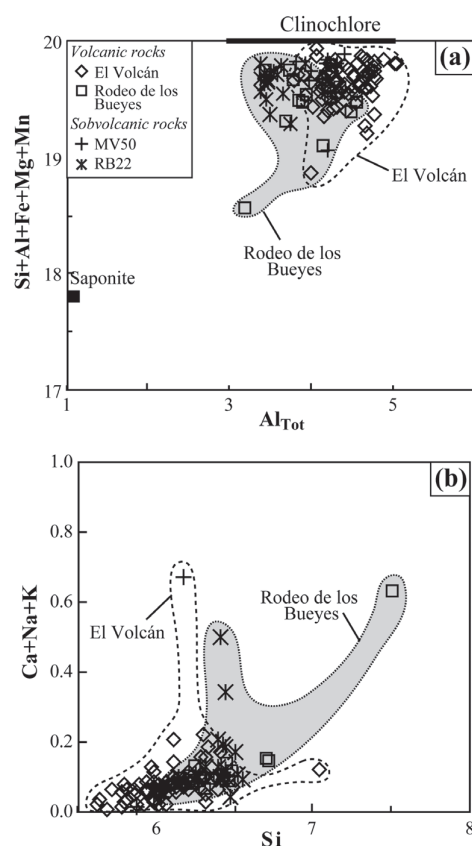 Clinochlore
20
Volcanic rocks
El Volcán
Rodeo de los
Bueyes
Sobvolcanic rocks
MV50
RB22
(a)
19
El Volcán
Rodeo de los
Bueyes
18
Saponite
17
1
3
5
Si+Al+Fe+Mg+Mn
AlTot
1.0
(b)
0.8
Rodeo de los
Bueyes
El Volcán
0.6
0.4
0.2
0.0
6
7
8
Ca+Na+K
Si